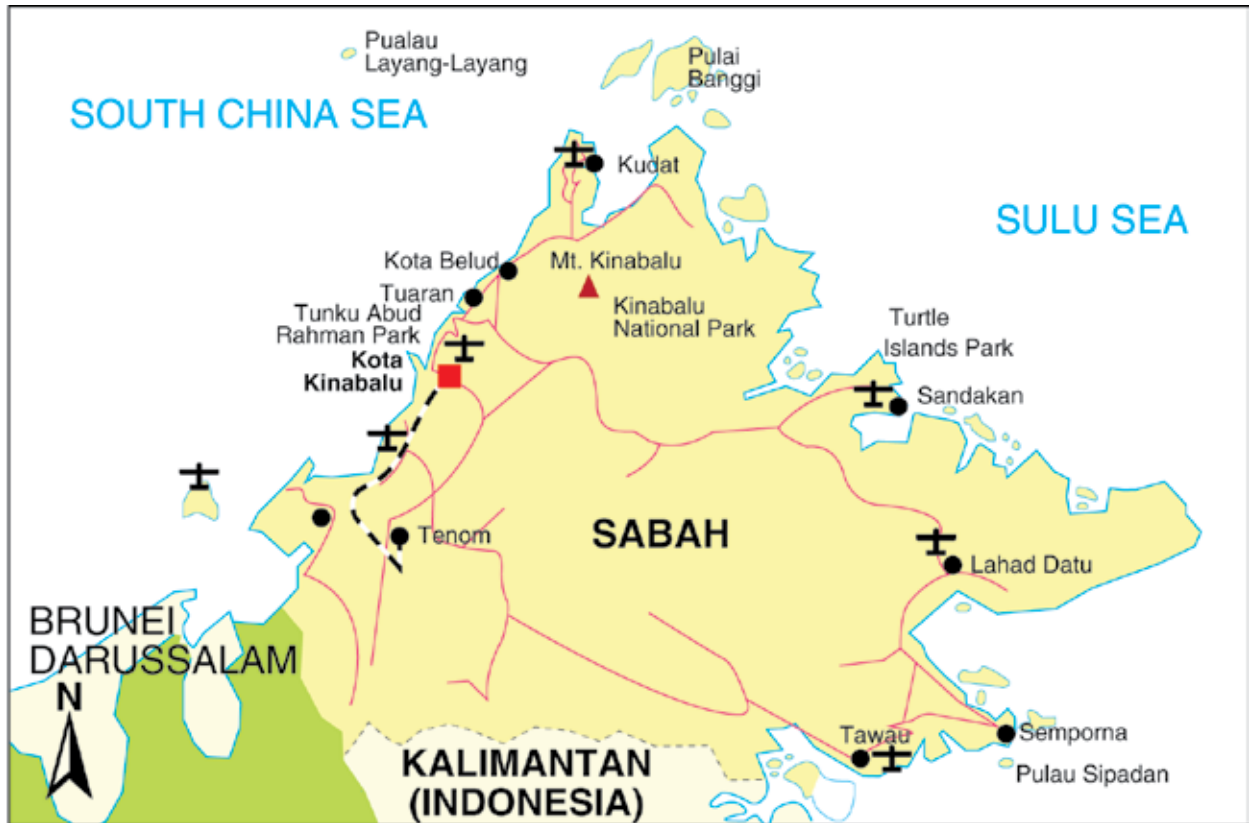 Pualau
Layang-Layang
Pulai
Banggi
SOUTH CHINA SEA
Kudat
SULU SEA
Kota Belud
Mt. Kinabalu
Tuaran
Kinabalu
National Park
Tunku Abud
Rahman Park
Turtle
Islands Park
Kota
Kinabalu
Sandakan
SABAH
Tenom
Lahad Datu
BRUNEI
DARUSSALAM
N
Tawau
Semporna
KALIMANTAN
(INDONESIA)
Pulau Sipadan